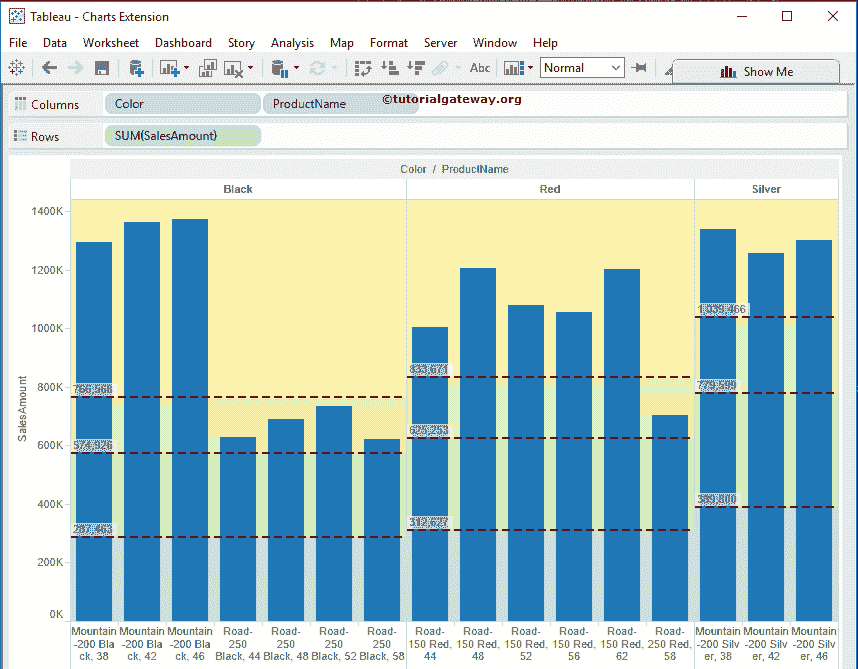 Tableau - Charts Extension
File Data Worksheet Dashboard Story Analysis Map Format Server Window Help
Abc Normal Show Me
Columns Color ProductName ©tutorialgateway.org
Rows SUM(SalesAmount)
Color / ProductName
Black Red Silver
SalesAmount
1400K
1200K
1000K
800K
600K
400K
200K
0K
766,568
574,926
287,463
833,671
625,253
312,627
1,039,466
779,599
389,800
Mountain
-200 Bla
ck, 38
Mountain
-200 Bla
ck, 42
Mountain
-200 Bla
ck, 46
Road-
250
Black, 44
Road-
250
Black, 48
Road-
250
Black, 52
Road-
250
Black, 58
Road-
150 Red,
44
Road-
150 Red,
48
Road-
150 Red,
52
Road-
150 Red,
56
Road-
150 Red,
62
Road-
250 Red,
58
Mountain
-200 Silv
er, 38
Mountain
-200 Silv
er, 42
Mountain
-200 Silv
er, 46